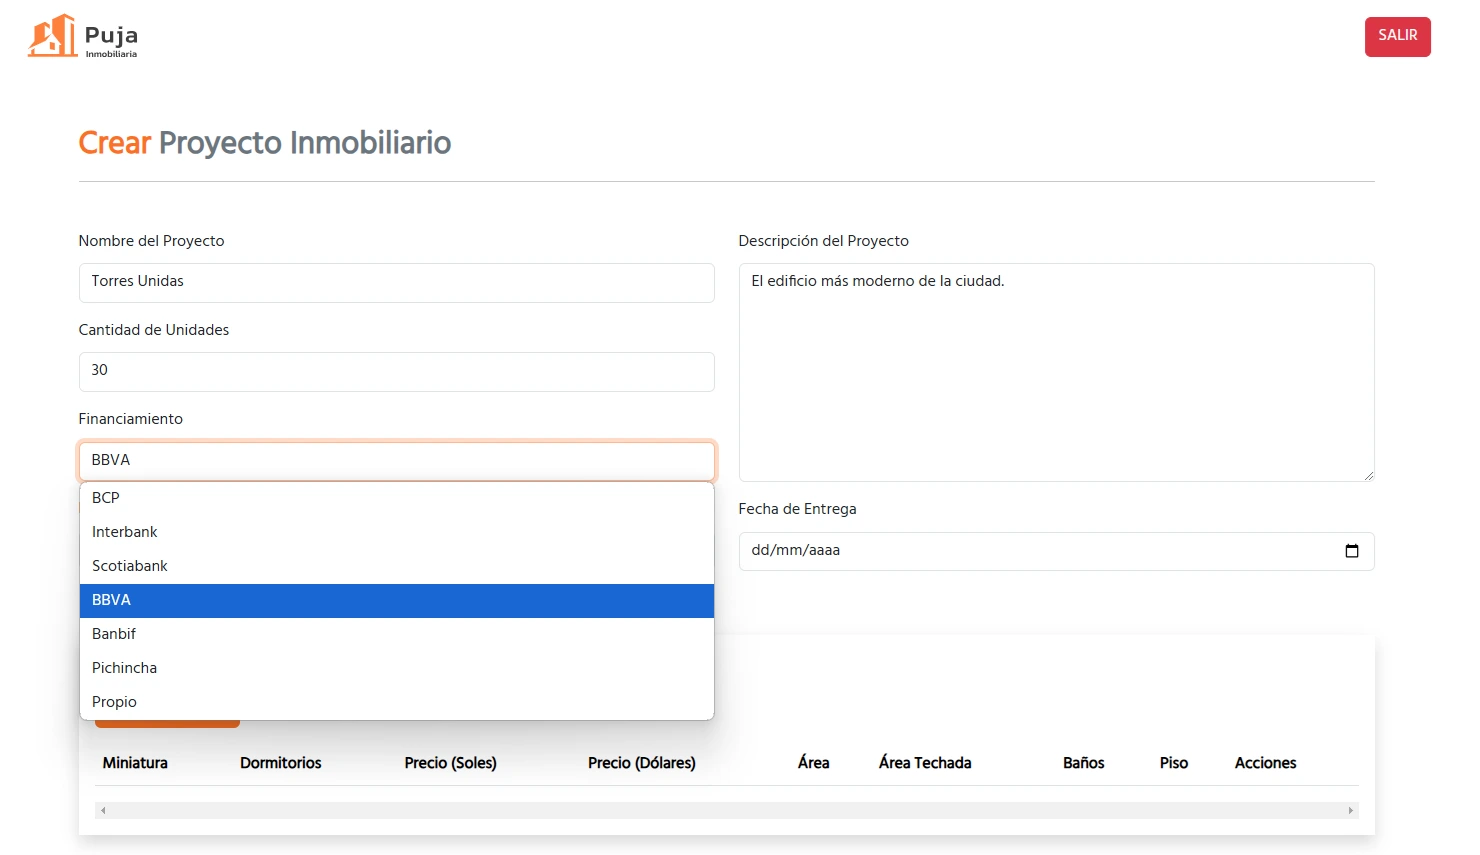 Puja
Inmobiliaria
SALIR
Crear Proyecto Inmobiliario
Nombre del Proyecto
Torres Unidas
Cantidad de Unidades
30
Financiamiento
BBVA
BCP
Interbank
Scotiabank
BBVA
Banbif
Pichincha
Propio
Descripción del Proyecto
El edificio más moderno de la ciudad.
Fecha de Entrega
dd/mm/aaaa
Miniatura Dormitorios Precio (Soles) Precio (Dólares) Área Área Techada Baños Piso Acciones